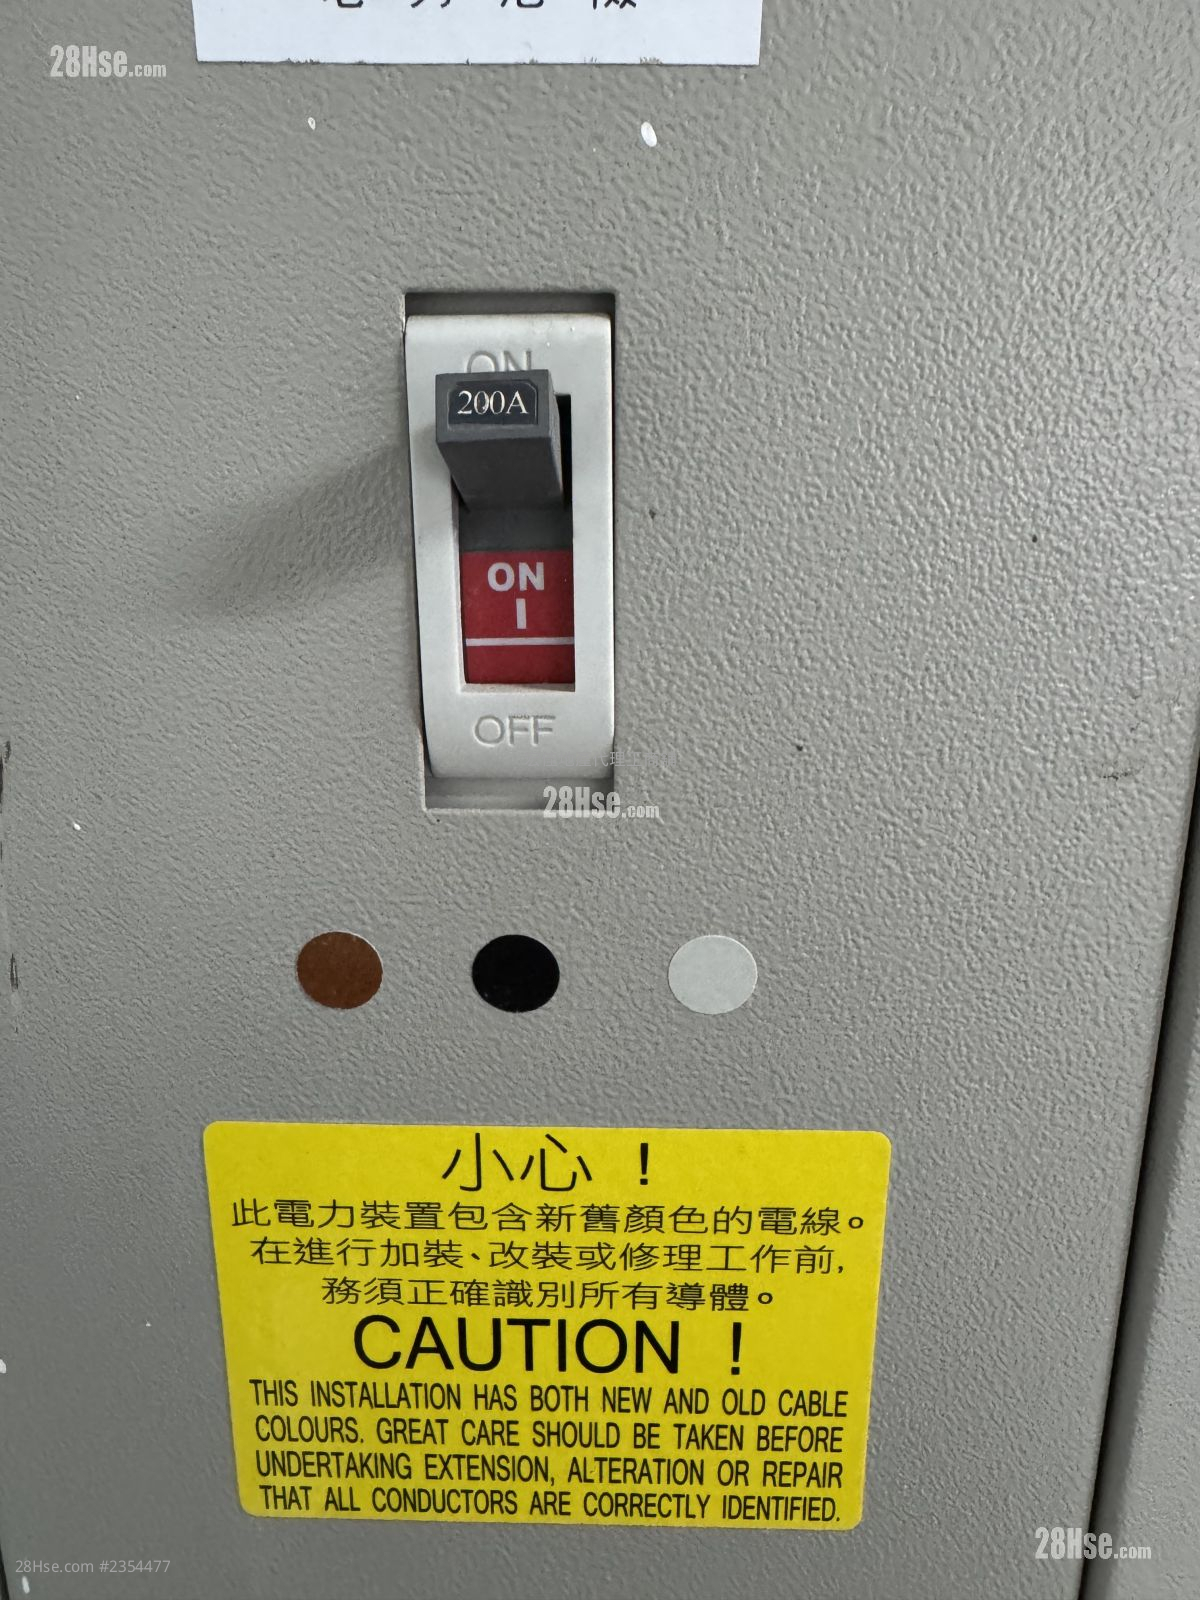 28Hse.com
ON
200A
ON
I
OFF
28Hse.com
小心！
此電力裝置包含新舊顏色的電線。
在進行加裝、改裝或修理工作前,
務須正確識別所有導體。
CAUTION !
THIS INSTALLATION HAS BOTH NEW AND OLD CABLE
COLOURS. GREAT CARE SHOULD BE TAKEN BEFORE
UNDERTAKING EXTENSION, ALTERATION OR REPAIR
THAT ALL CONDUCTORS ARE CORRECTLY IDENTIFIED.
28Hse.com
28Hse.com #2354477